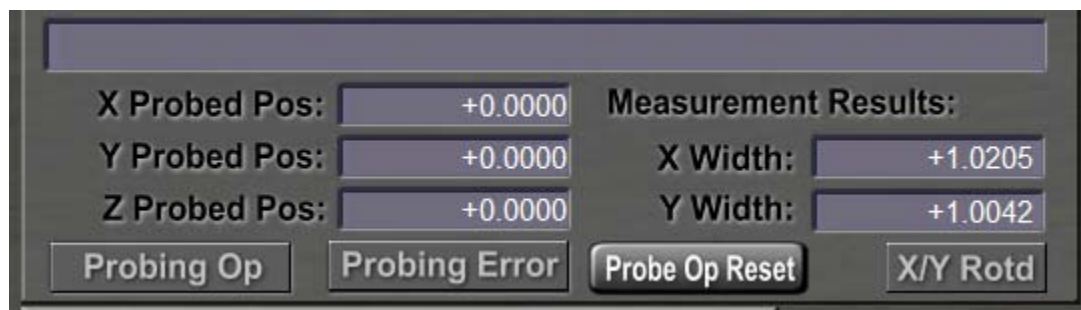 X Probed Pos: +0.0000 Measurement Results:
Y Probed Pos: +0.0000 X Width: +1.0205
Z Probed Pos: +0.0000 Y Width: +1.0042
Probing Op Probing Error Probe Op Reset X/Y Rotd